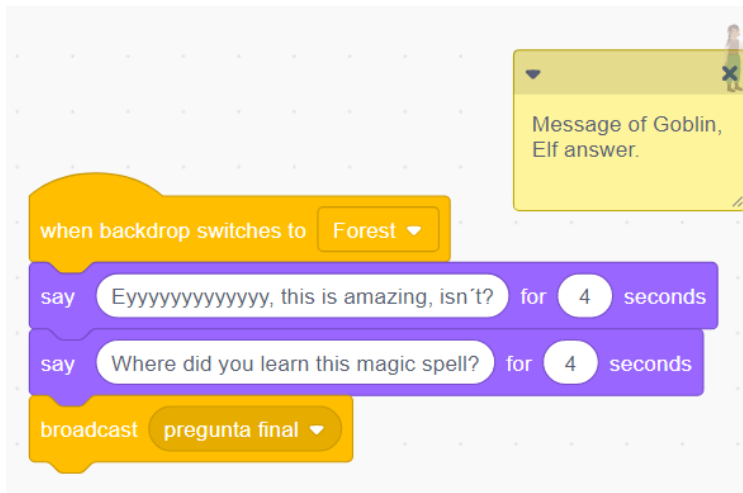 Message of Goblin,
Elf answer.
when backdrop switches to Forest
say Eyyyyyyyyyyyyy, this is amazing, isn´t? for 4 seconds
say Where did you learn this magic spell? for 4 seconds
broadcast pregunta final